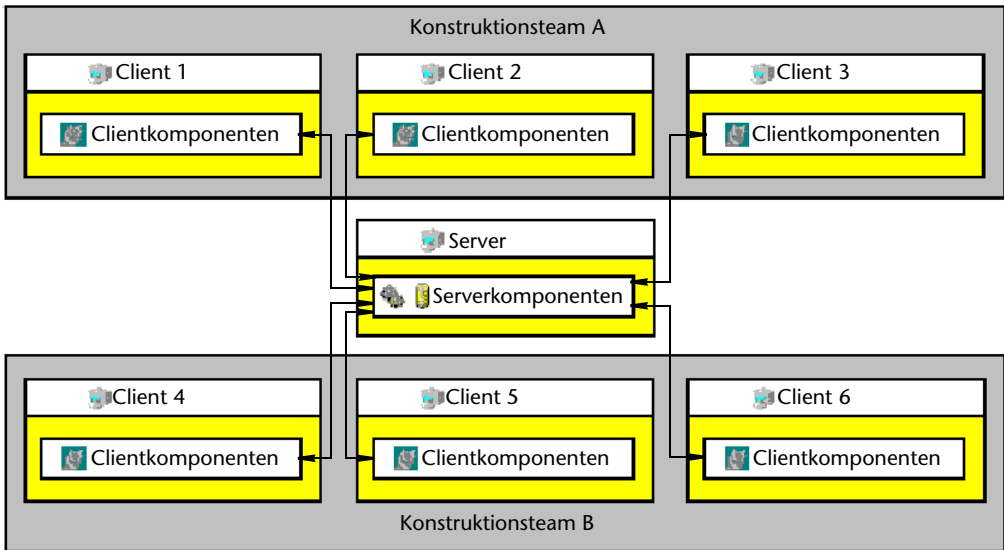 Konstruktionsteam A
Client 1
Client 2
Client 3
Clientkomponenten
Clientkomponenten
Clientkomponenten
Server
Serverkomponenten
Client 4
Client 5
Client 6
Clientkomponenten
Clientkomponenten
Clientkomponenten
Konstruktionsteam B